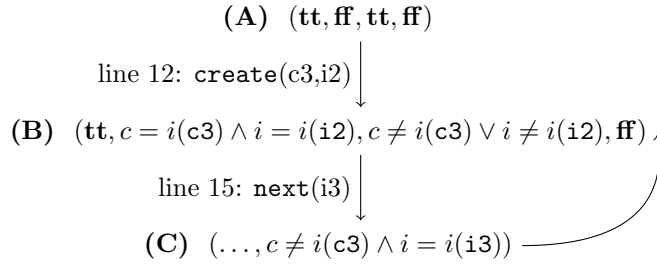 (A) (tt, ff, tt, ff)
line 12: create(c3,i2)
(B) (tt, c = i(c3) ∧ i = i(i2), c ≠ i(c3) ∨ i ≠ i(i2), ff)
line 15: next(i3)
(C) (..., c ≠ i(c3) ∧ i = i(i3))